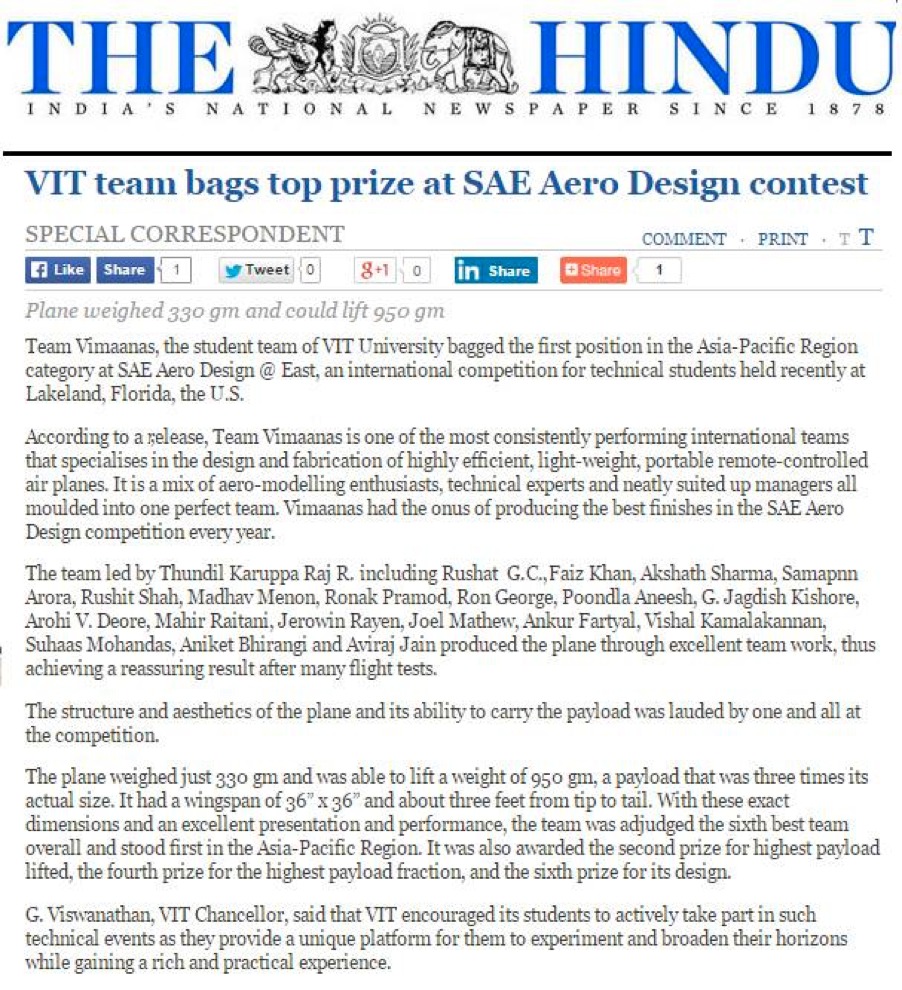 THE HINDU
INDIA'S NATIONAL NEWSPAPER SINCE 1878
VIT team bags top prize at SAE Aero Design contest
SPECIAL CORRESPONDENT
COMMENT · PRINT · T T
f Like Share 1 Tweet 0 g+1 0 in Share + Share 1
Plane weighed 330 gm and could lift 950 gm
Team Vimaanas, the student team of VIT University bagged the first position in the Asia-Pacific Region
category at SAE Aero Design @ East, an international competition for technical students held recently at
Lakeland, Florida, the U.S.
According to a release, Team Vimaanas is one of the most consistently performing international teams
that specialises in the design and fabrication of highly efficient, light-weight, portable remote-controlled
air planes. It is a mix of aero-modelling enthusiasts, technical experts and neatly suited up managers all
moulded into one perfect team. Vimaanas had the onus of producing the best finishes in the SAE Aero
Design competition every year.
The team led by Thundil Karuppa Raj R. including Rushat G.C.,Faiz Khan, Akshath Sharma, Samapnn
Arora, Rushit Shah, Madhav Menon, Ronak Pramod, Ron George, Poondla Aneesh, G. Jagdish Kishore,
Arohi V. Deore, Mahir Raitani, Jerowin Rayen, Joel Mathew, Ankur Fartyal, Vishal Kamalakannan,
Suhaas Mohandas, Aniket Bhirangi and Aviraj Jain produced the plane through excellent team work, thus
achieving a reassuring result after many flight tests.
The structure and aesthetics of the plane and its ability to carry the payload was lauded by one and all at
the competition.
The plane weighed just 330 gm and was able to lift a weight of 950 gm, a payload that was three times its
actual size. It had a wingspan of 36” x 36” and about three feet from tip to tail. With these exact
dimensions and an excellent presentation and performance, the team was adjudged the sixth best team
overall and stood first in the Asia-Pacific Region. It was also awarded the second prize for highest payload
lifted, the fourth prize for the highest payload fraction, and the sixth prize for its design.
G. Viswanathan, VIT Chancellor, said that VIT encouraged its students to actively take part in such
technical events as they provide a unique platform for them to experiment and broaden their horizons
while gaining a rich and practical experience.